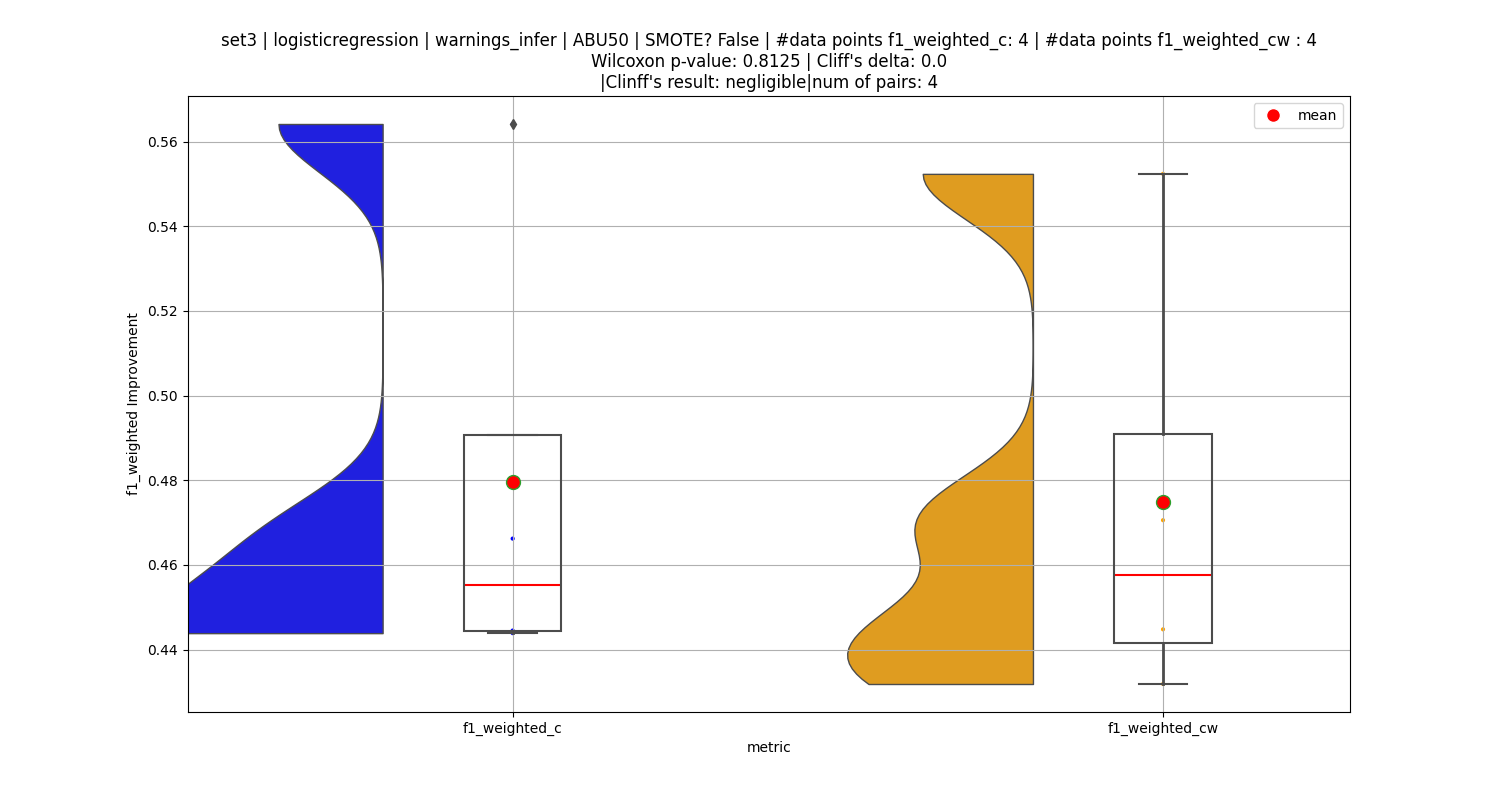 set3 | logisticregression | warnings_infer | ABU50 | SMOTE? False | #data points f1_weighted_c: 4 | #data points f1_weighted_cw : 4
Wilcoxon p-value: 0.8125 | Cliff's delta: 0.0
|Clinff's result: negligible|num of pairs: 4
mean
0.56
0.54
0.52
0.50
0.48
0.46
0.44
f1_weighted Improvement
f1_weighted_c
f1_weighted_cw
metric